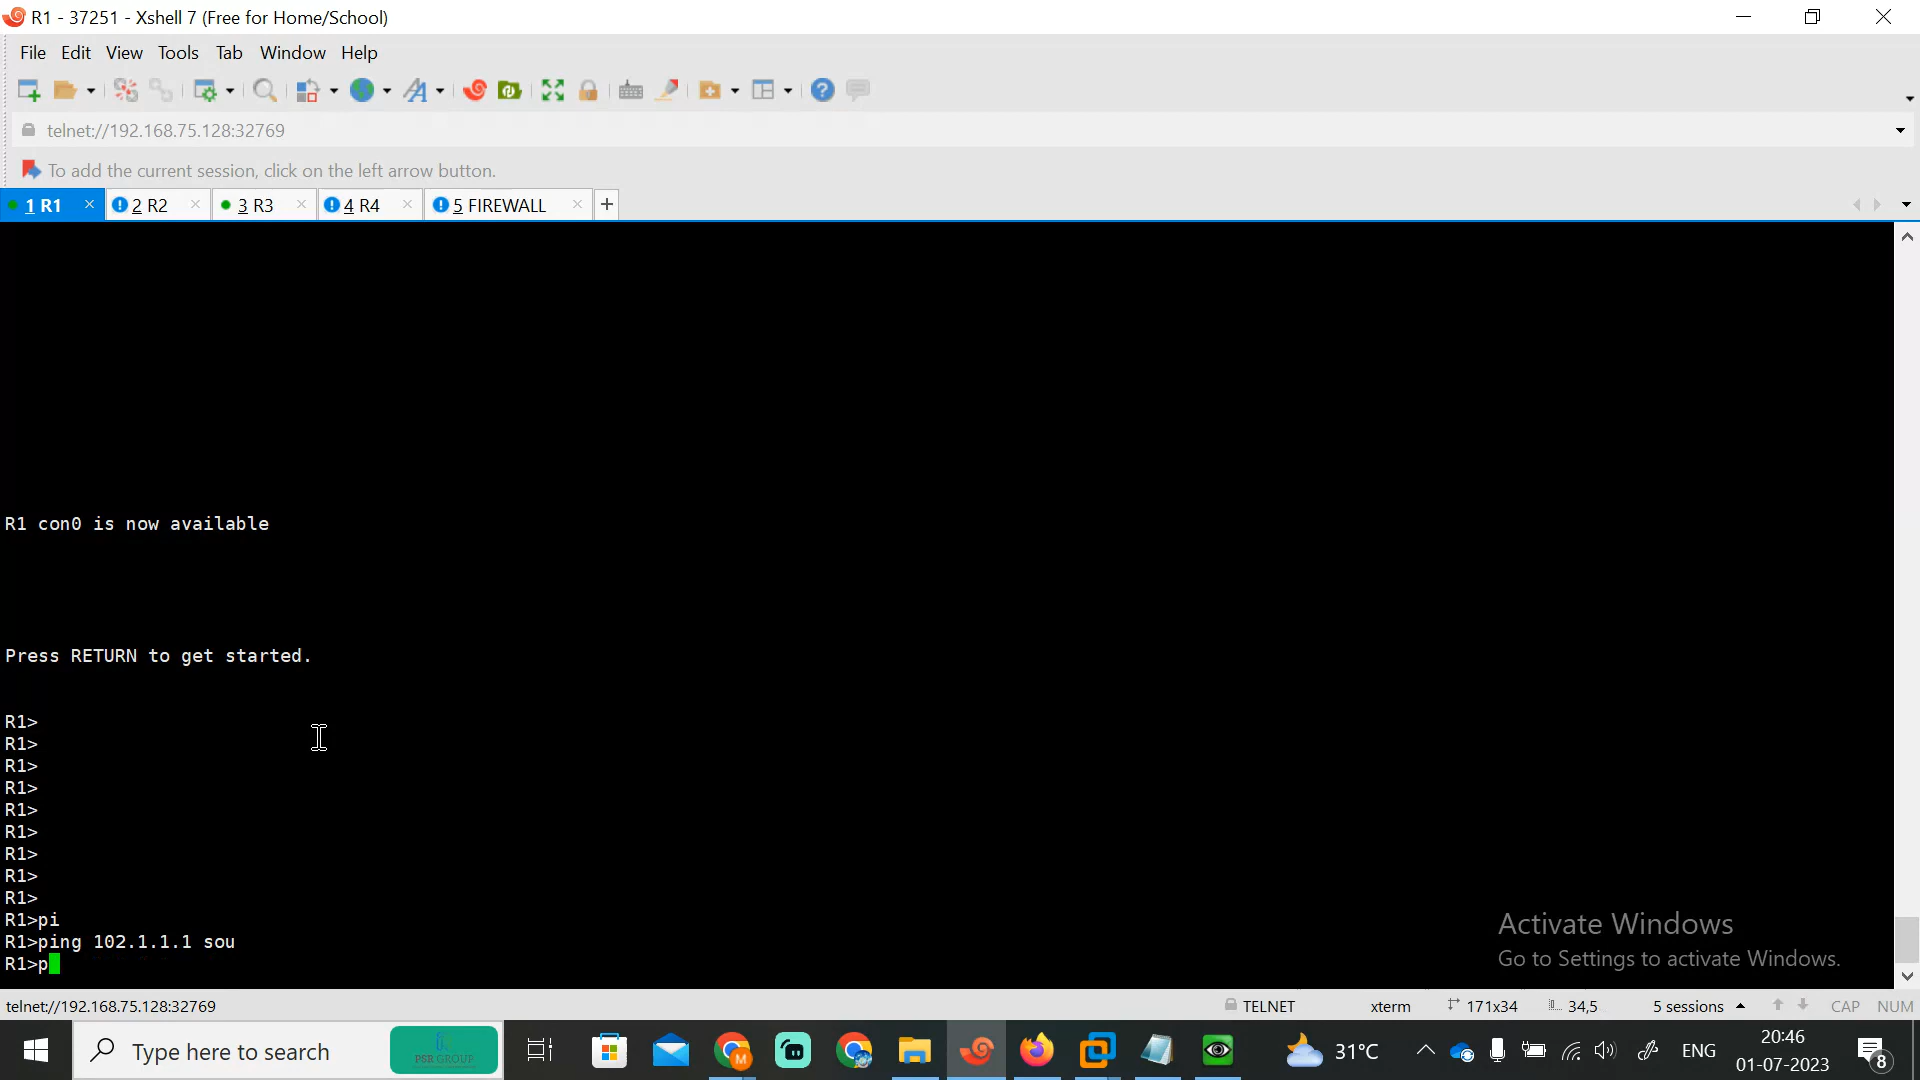 R1 - 37251 - Xshell 7 (Free for Home/School)
File Edit View Tools Tab Window Help
telnet://192.168.75.128:32769
To add the current session, click on the left arrow button.
1 R1 × 2 R2 × 3 R3 × 4 R4 × 5 FIREWALL × +
R1 con0 is now available
Press RETURN to get started.
R1>
R1>
R1>
R1>
R1>
R1>
R1>
R1>
R1>
R1>pi
R1>ping 102.1.1.1 sou
R1>p
Activate Windows
Go to Settings to activate Windows.
telnet://192.168.75.128:32769 TELNET xterm 171x34 34,5 5 sessions CAP NUM
Type here to search PSR GROUP M 31°C ENG 20:46
01-07-2023 8